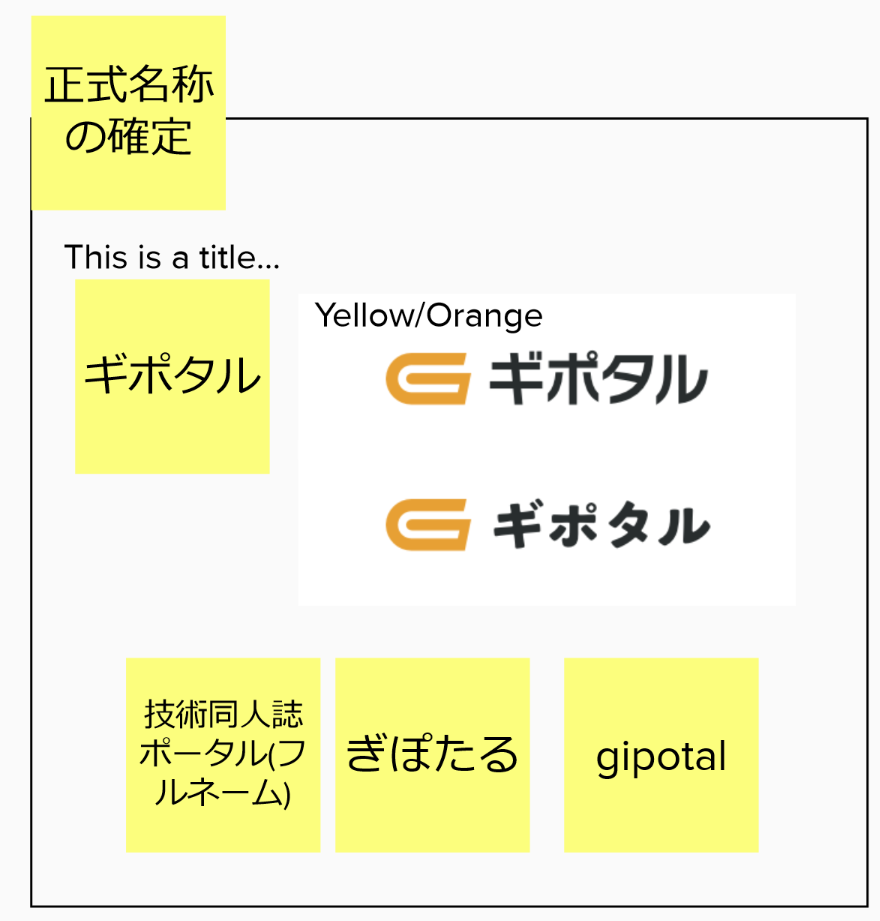 正式名称
の確定
This is a title...
ギポタル
Yellow/Orange
G ギポタル
G ギポタル
技術同人誌
ポータル(フ
ルネーム)
ぎぽたる
gipotal